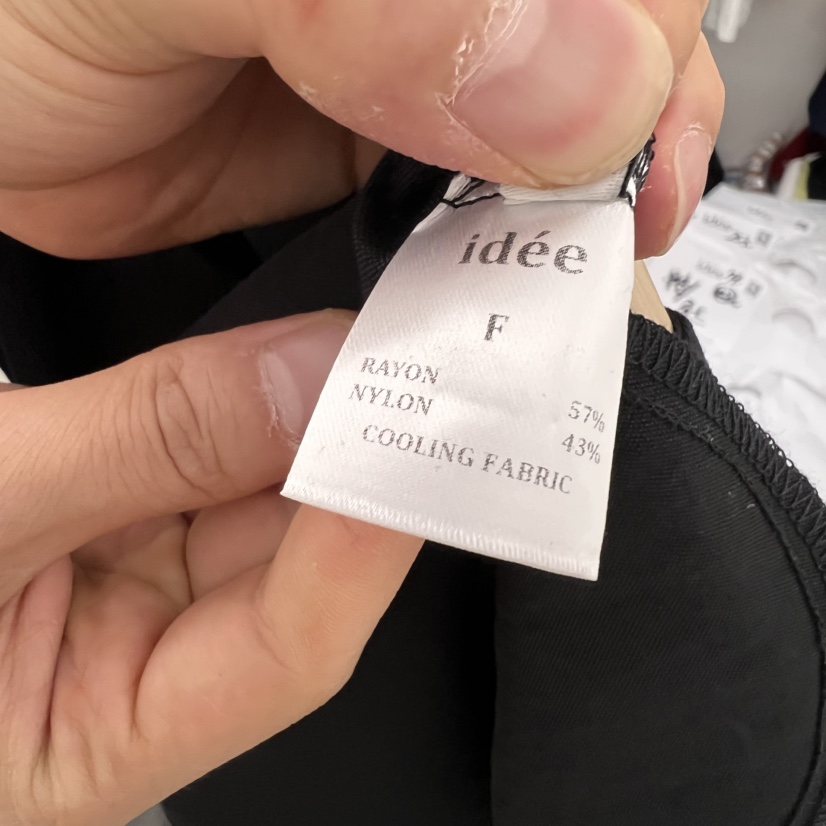 idée
F
RAYON 57%
NYLON 43%
COOLING FABRIC